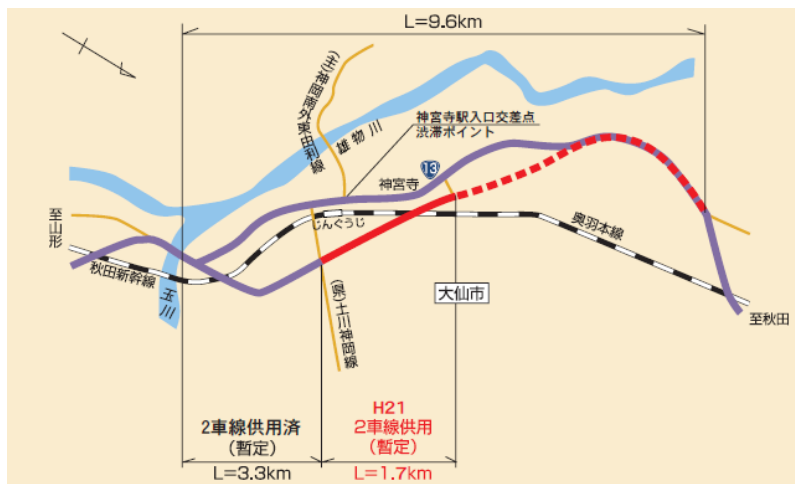 L=9.6km
(主)神岡南外東由利線
雄物川
神宮寺駅入口交差点
渋滞ポイント
13
神宮寺
至山形
じんぐうじ
奥羽本線
秋田新幹線
玉川
(県)土川神岡線
大仙市
至秋田
2車線供用済
(暫定)
L=3.3km
H21
2車線供用
(暫定)
L=1.7km